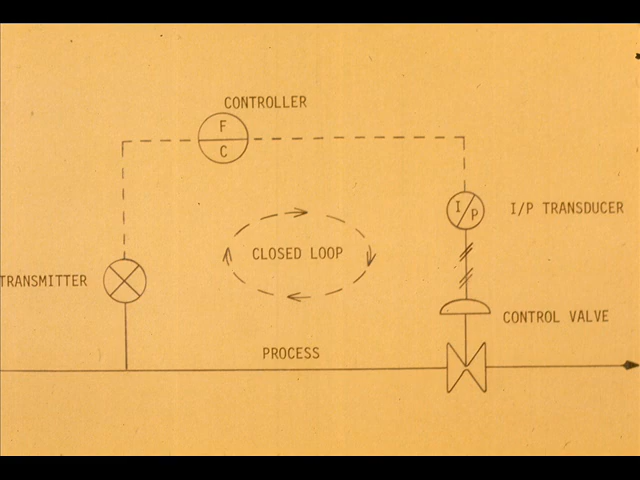 CONTROLLER
F
C
I/P
I/P TRANSDUCER
CLOSED LOOP
TRANSMITTER
CONTROL VALVE
PROCESS